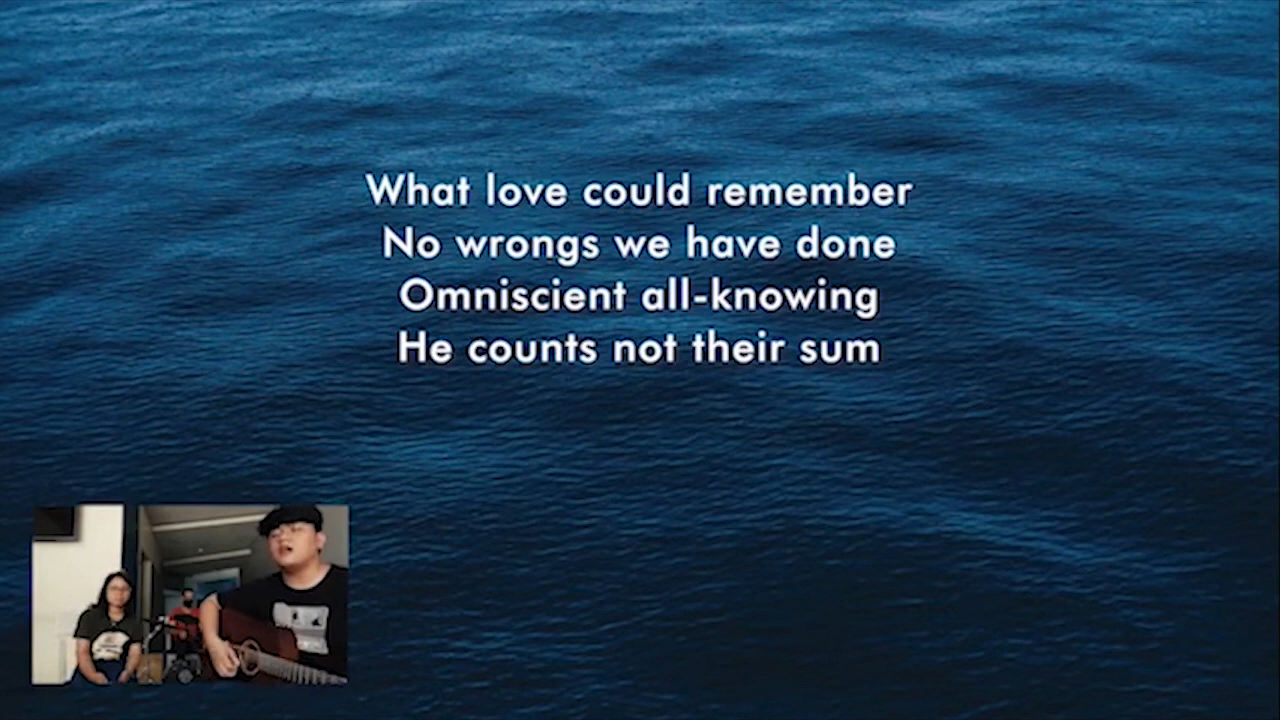 What love could remember
No wrongs we have done
Omniscient all-knowing
He counts not their sum